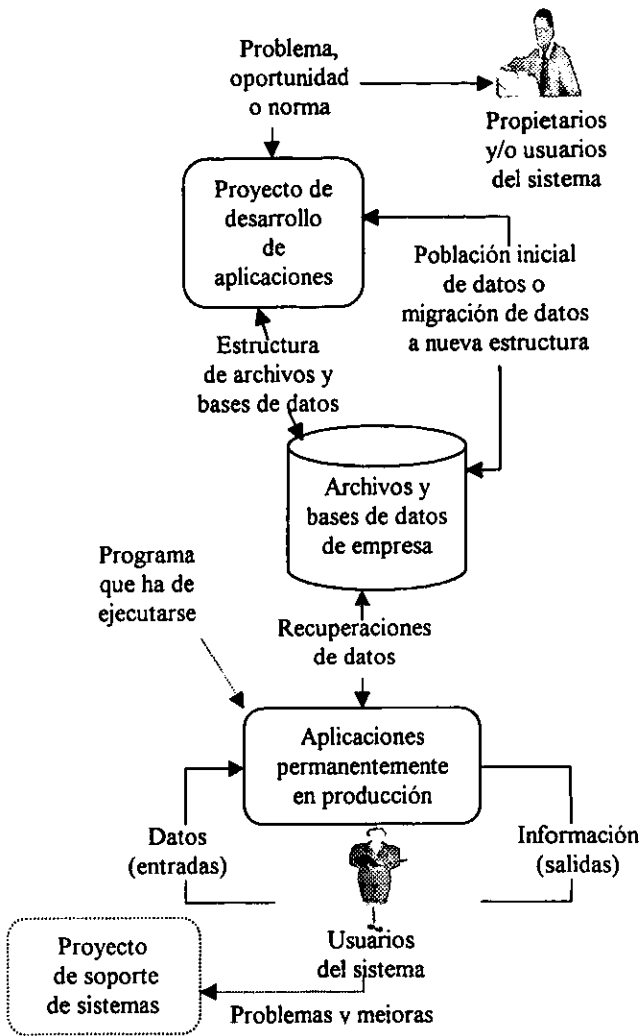 Problema,
oportunidad
o norma
Propietarios
y/o usuarios
del sistema
Proyecto de
desarrollo
de
aplicaciones
Población inicial
de datos o
migración de datos
a nueva estructura
Estructura
de archivos y
bases de datos
Archivos y
bases de datos
de empresa
Programa
que ha de
ejecutarse
Recuperaciones
de datos
Aplicaciones
permanentemente
en producción
Datos
(entradas)
Información
(salidas)
Usuarios
del sistema
Proyecto
de soporte
de sistemas
Problemas y mejoras